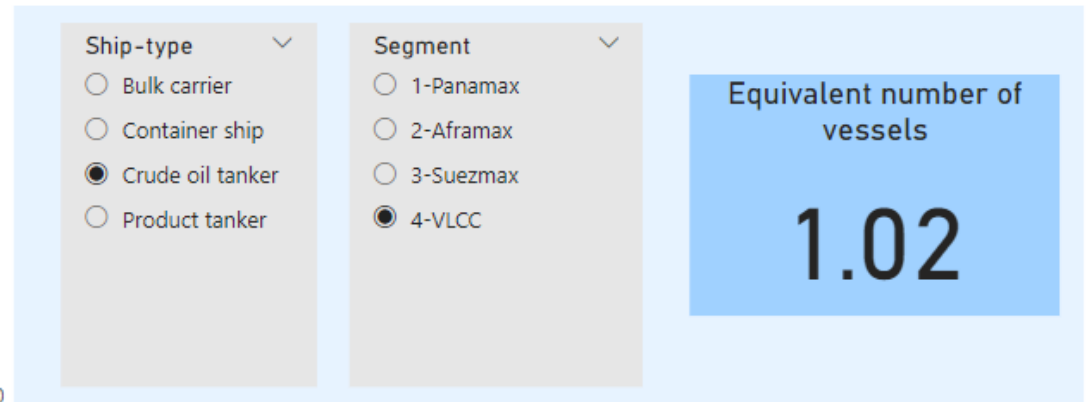 Ship-type
Bulk carrier
Container ship
Crude oil tanker
Product tanker
Segment
1-Panamax
2-Aframax
3-Suezmax
4-VLCC
Equivalent number of
vessels
1.02